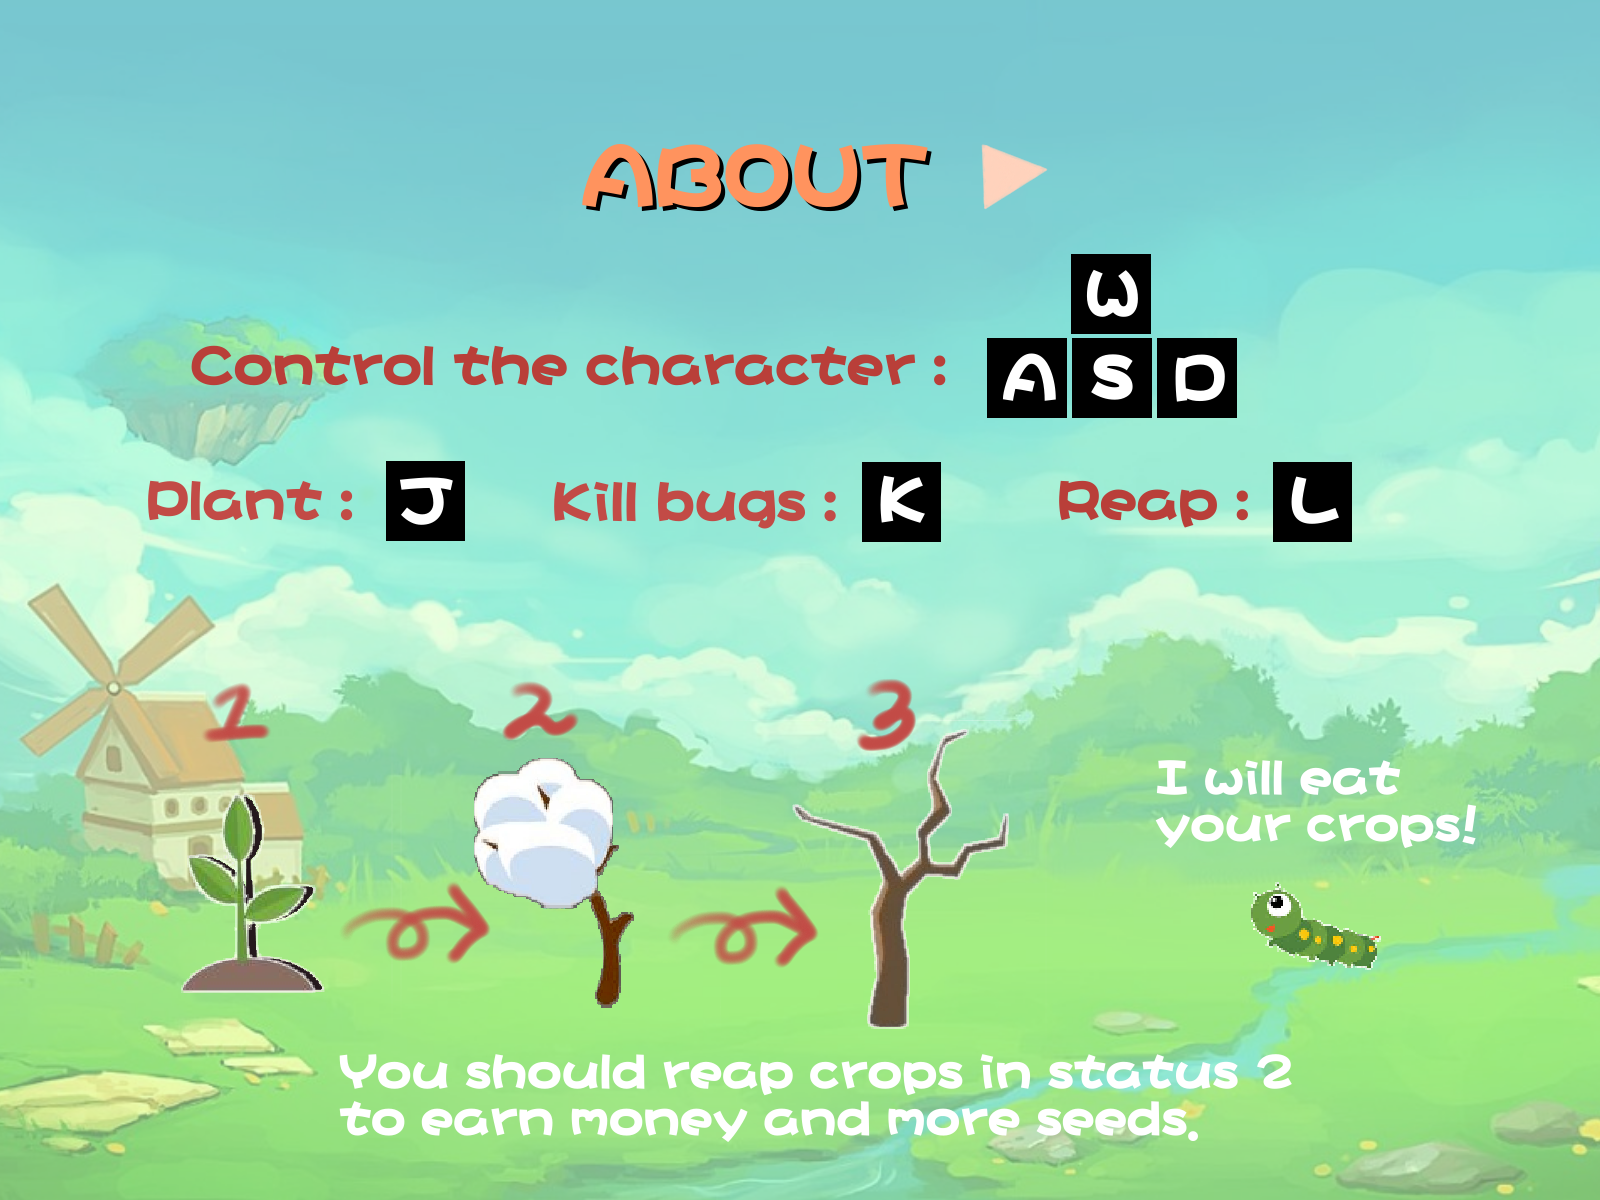 ABOUT
W
Control the character : A S D
Plant : J Kill bugs : K Reap : L
1 2 3
I will eat
your crops!
You should reap crops in status 2
to earn money and more seeds.